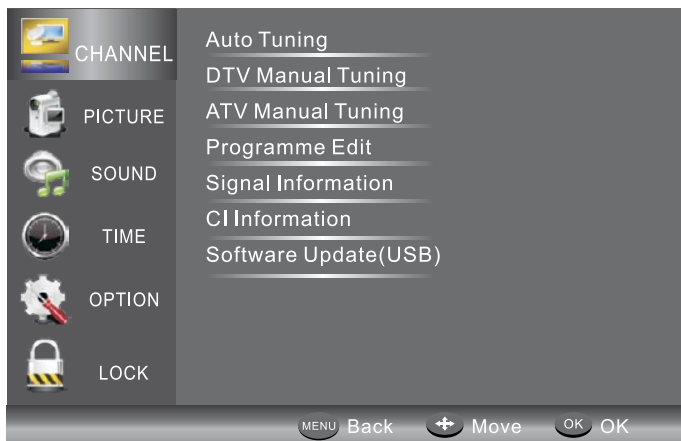 CHANNEL
PICTURE
SOUND
TIME
OPTION
LOCK
Auto Tuning
DTV Manual Tuning
ATV Manual Tuning
Programme Edit
Signal Information
CI Information
Software Update(USB)
MENU Back Move OK OK